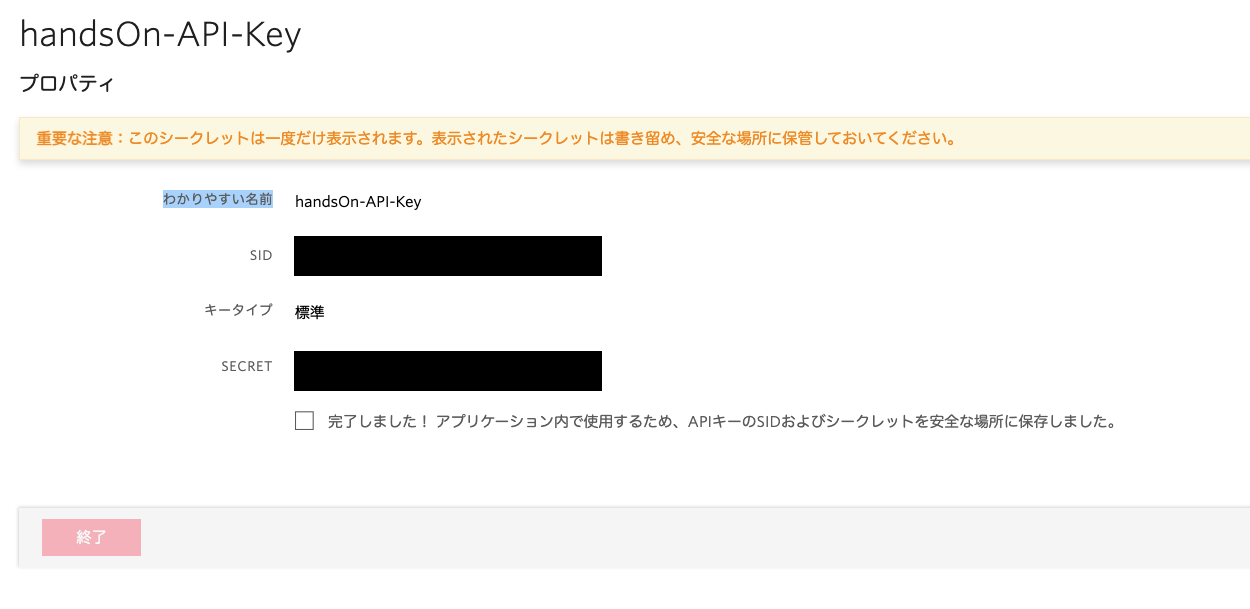 handsOn-API-Key
プロパティ
重要な注意：このシークレットは一度だけ表示されます。表示されたシークレットは書き留め、安全な場所に保管しておいてください。
わかりやすい名前 handsOn-API-Key
SID
キータイプ 標準
SECRET
完了しました！ アプリケーション内で使用するため、APIキーのSIDおよびシークレットを安全な場所に保存しました。
終了